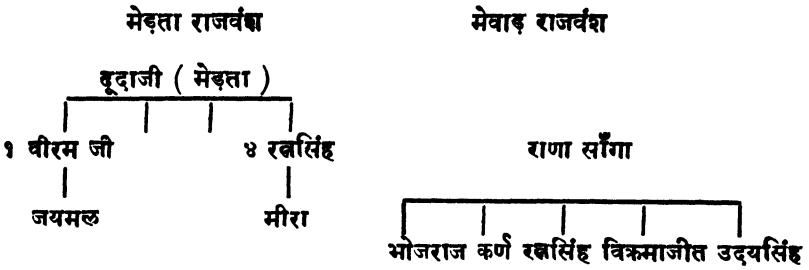 मेड़ता राजवंश मेवाड़ राजवंश
दूदाजी ( मेड़ता )
१ वीरम जी ४ रत्नसिंह राणा साँगा
जयमल मीरा
भोजराज कर्ण रत्नसिंह विक्रमाजीत उदयसिंह